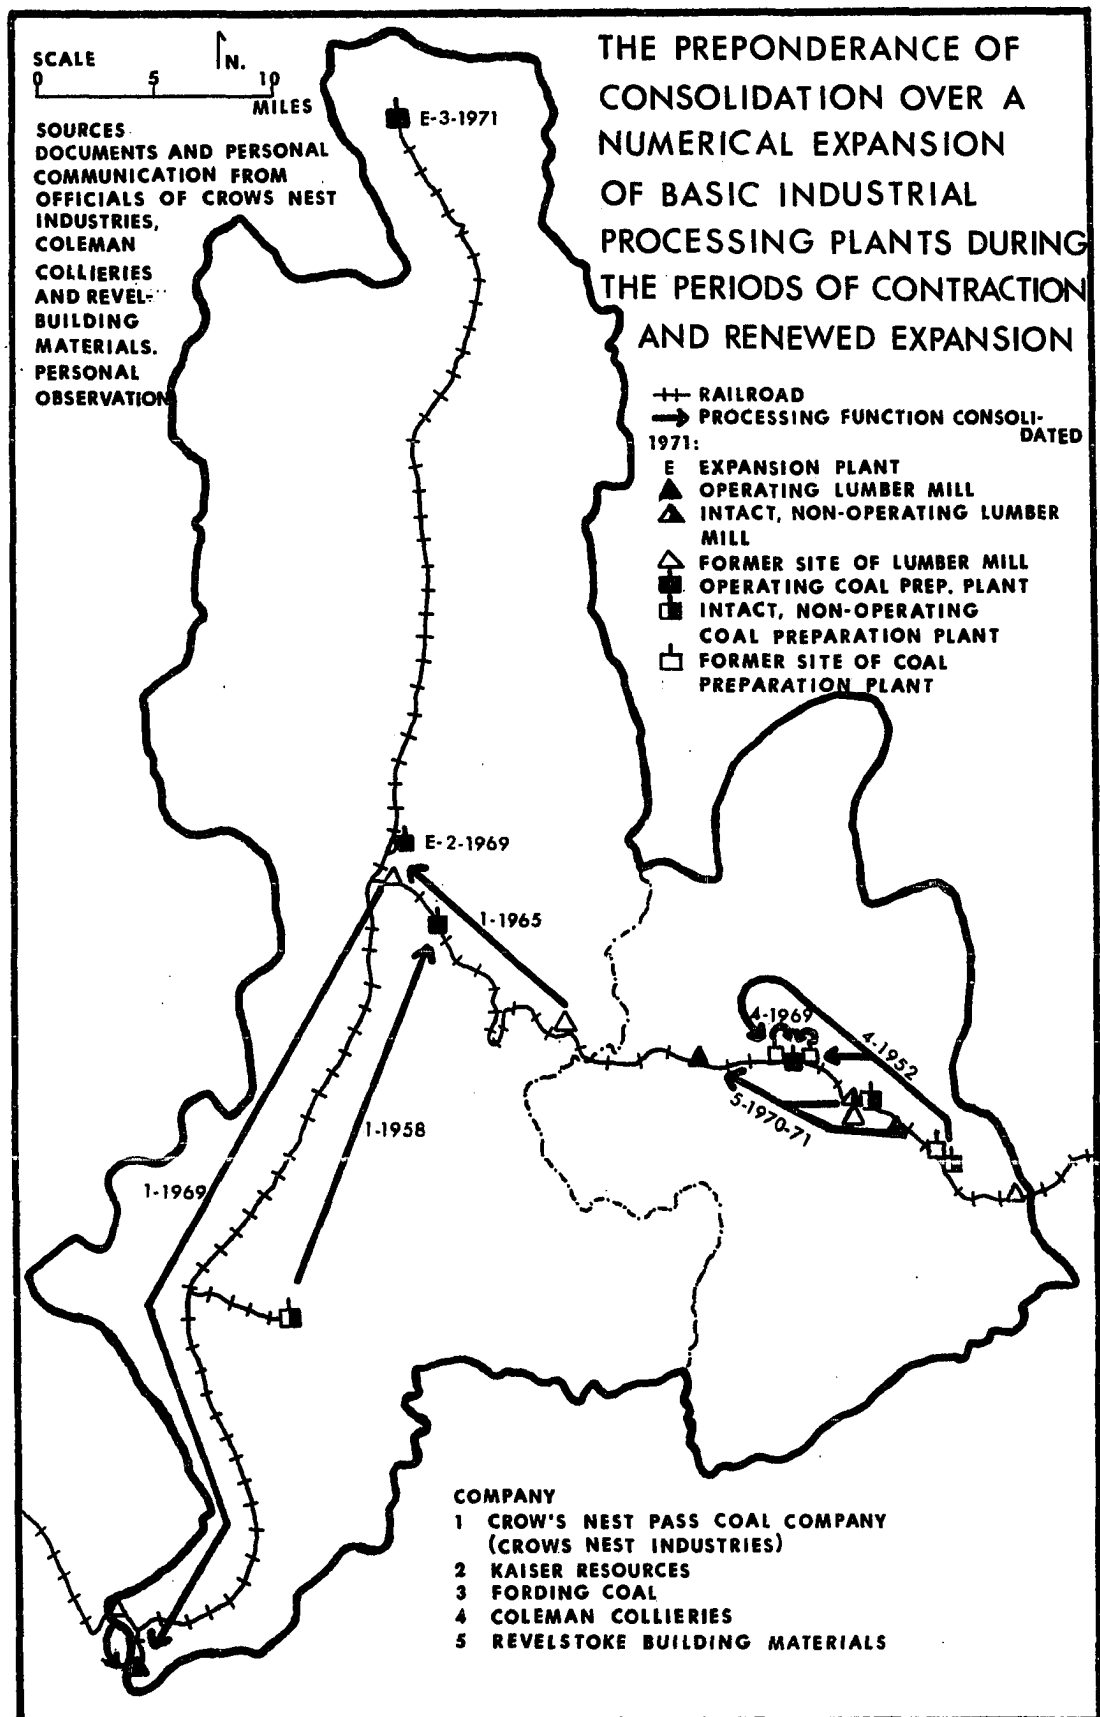 SCALE
N.
0 5 10
MILES
SOURCES
DOCUMENTS AND PERSONAL
COMMUNICATION FROM
OFFICIALS OF CROWS NEST
INDUSTRIES,
COLEMAN
COLLIERIES
AND REVEL-
BUILDING
MATERIALS.
PERSONAL
OBSERVATION
THE PREPONDERANCE OF
CONSOLIDATION OVER A
NUMERICAL EXPANSION
OF BASIC INDUSTRIAL
PROCESSING PLANTS DURING
THE PERIODS OF CONTRACTION
AND RENEWED EXPANSION
RAILROAD
PROCESSING FUNCTION CONSOLI-
DATED
1971:
E EXPANSION PLANT
OPERATING LUMBER MILL
INTACT, NON-OPERATING LUMBER
MILL
FORMER SITE OF LUMBER MILL
OPERATING COAL PREP. PLANT
INTACT, NON-OPERATING
COAL PREPARATION PLANT
FORMER SITE OF COAL
PREPARATION PLANT
E-3-1971
E-2-1969
1-1965
4-1969
4-1952
5-1970-71
1-1958
1-1969
COMPANY
1 CROW'S NEST PASS COAL COMPANY
(CROWS NEST INDUSTRIES)
2 KAISER RESOURCES
3 FORDING COAL
4 COLEMAN COLLIERIES
5 REVELSTOKE BUILDING MATERIALS